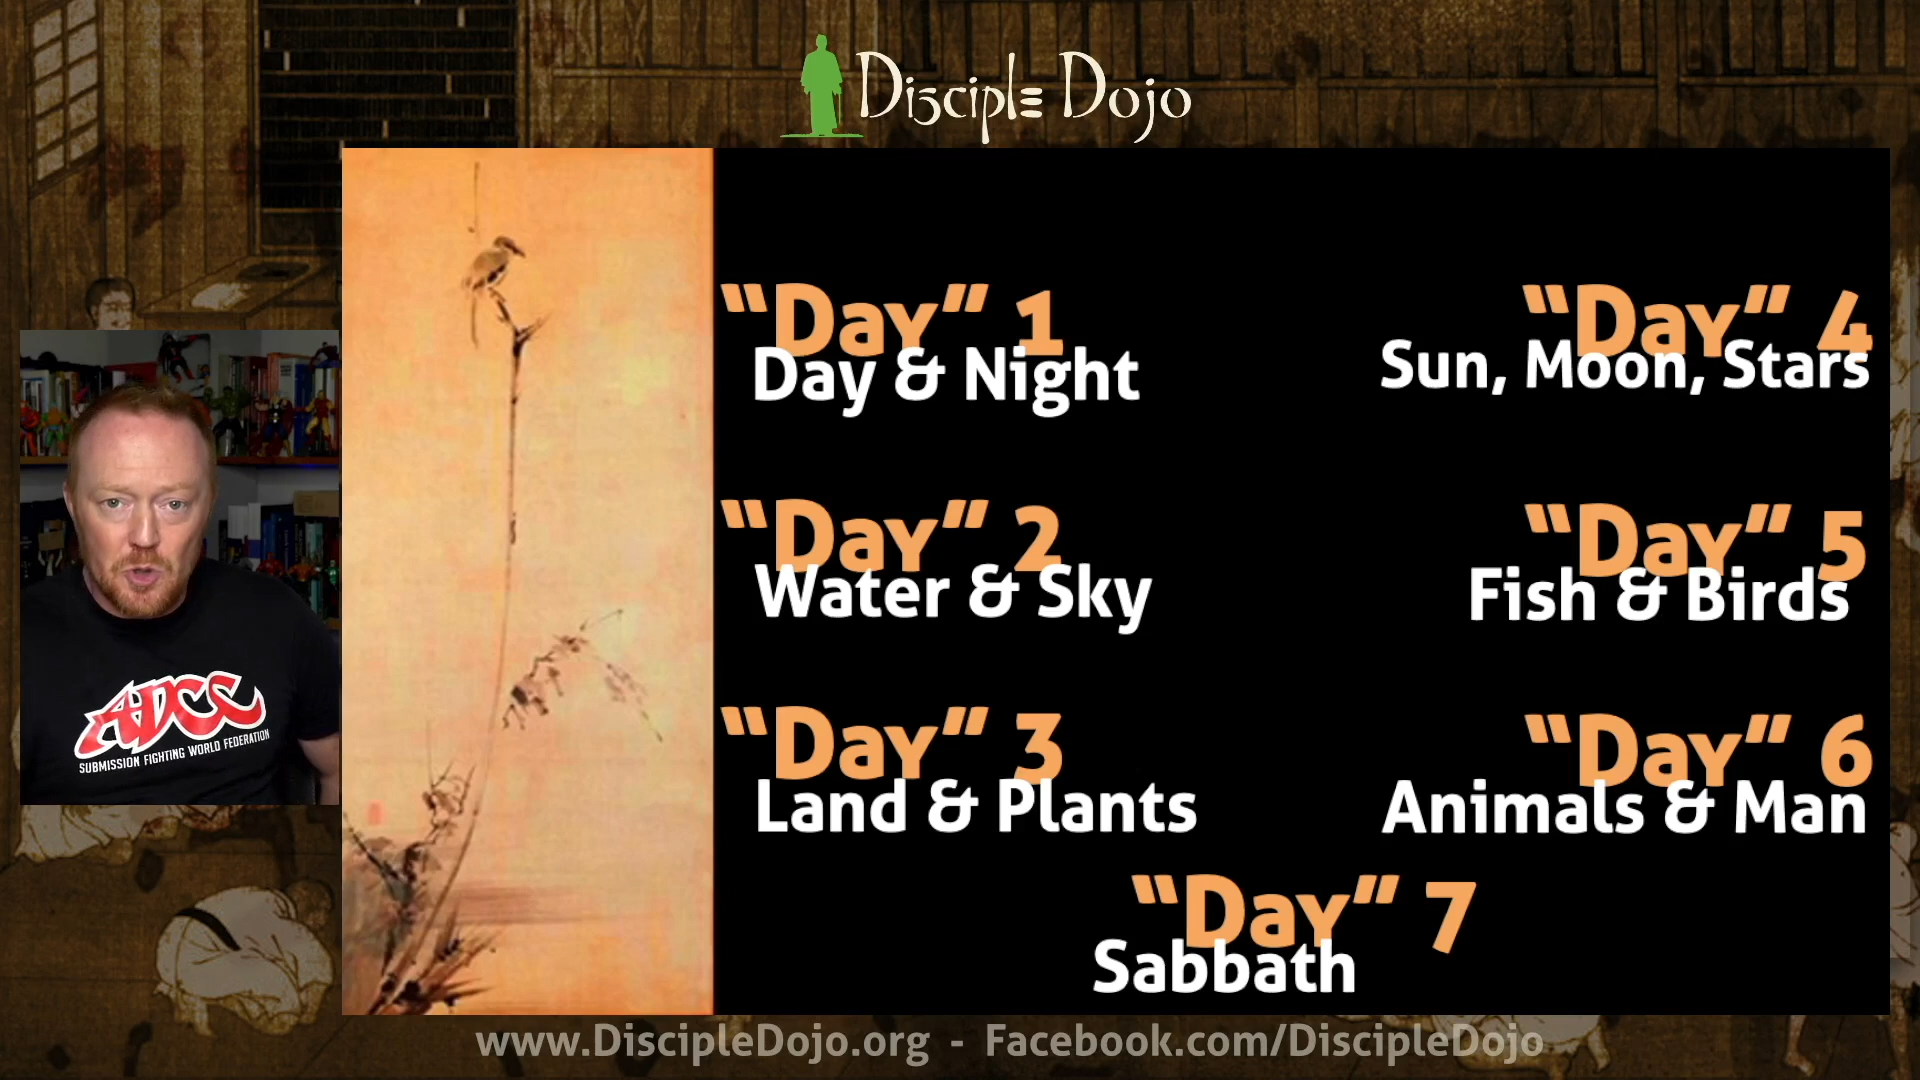 Disciple Dojo
“Day” 1
Day & Night
“Day” 2
Water & Sky
“Day” 3
Land & Plants
“Day” 4
Sun, Moon, Stars
“Day” 5
Fish & Birds
“Day” 6
Animals & Man
“Day” 7
Sabbath
ADCC
SUBMISSION FIGHTING WORLD FEDERATION
www.DiscipleDojo.org - Facebook.com/DiscipleDojo